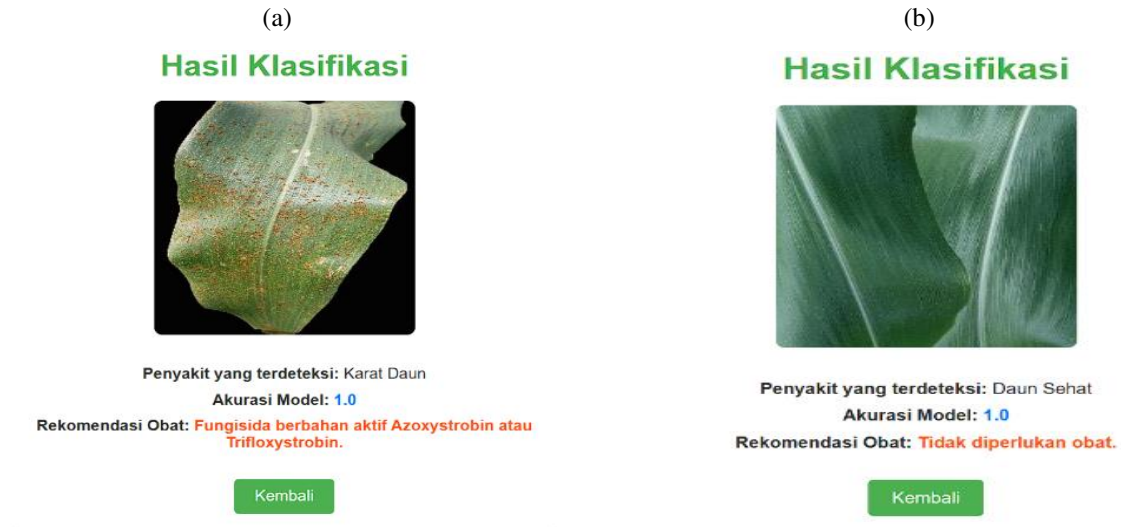 (a)
Hasil Klasifikasi
Penyakit yang terdeteksi: Karat Daun
Akurasi Model: 1.0
Rekomendasi Obat: Fungisida berbahan aktif Azoxystrobin atau
Trifloxystrobin.
Kembali
(b)
Hasil Klasifikasi
Penyakit yang terdeteksi: Daun Sehat
Akurasi Model: 1.0
Rekomendasi Obat: Tidak diperlukan obat.
Kembali